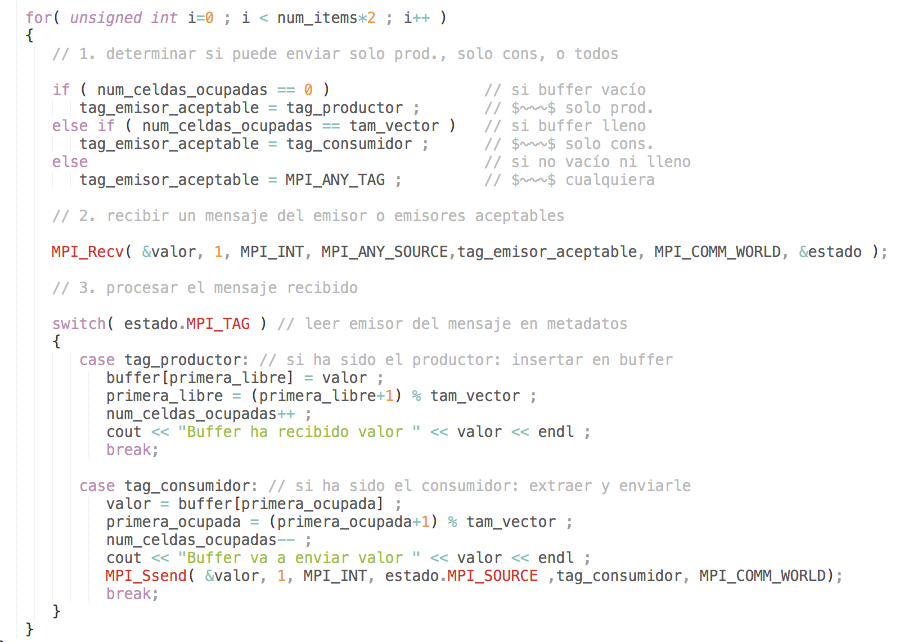 for( unsigned int i=0 ; i < num_items*2 ; i++ )
{
// 1. determinar si puede enviar solo prod., solo cons, o todos
if ( num_celdas_ocupadas == 0 ) // si buffer vacío
tag_emisor_aceptable = tag_productor ; // $~~~$ solo prod.
else if ( num_celdas_ocupadas == tam_vector ) // si buffer lleno
tag_emisor_aceptable = tag_consumidor ; // $~~~$ solo cons.
else // si no vacío ni lleno
tag_emisor_aceptable = MPI_ANY_TAG ; // $~~~$ cualquiera
// 2. recibir un mensaje del emisor o emisores aceptables
MPI_Recv( &valor, 1, MPI_INT, MPI_ANY_SOURCE,tag_emisor_aceptable, MPI_COMM_WORLD, &estado );
// 3. procesar el mensaje recibido
switch( estado.MPI_TAG ) // leer emisor del mensaje en metadatos
{
case tag_productor: // si ha sido el productor: insertar en buffer
buffer[primera_libre] = valor ;
primera_libre = (primera_libre+1) % tam_vector ;
num_celdas_ocupadas++ ;
cout << "Buffer ha recibido valor " << valor << endl ;
break;
case tag_consumidor: // si ha sido el consumidor: extraer y enviarle
valor = buffer[primera_ocupada] ;
primera_ocupada = (primera_ocupada+1) % tam_vector ;
num_celdas_ocupadas-- ;
cout << "Buffer va a enviar valor " << valor << endl ;
MPI_Ssend( &valor, 1, MPI_INT, estado.MPI_SOURCE ,tag_consumidor, MPI_COMM_WORLD);
break;
}
}